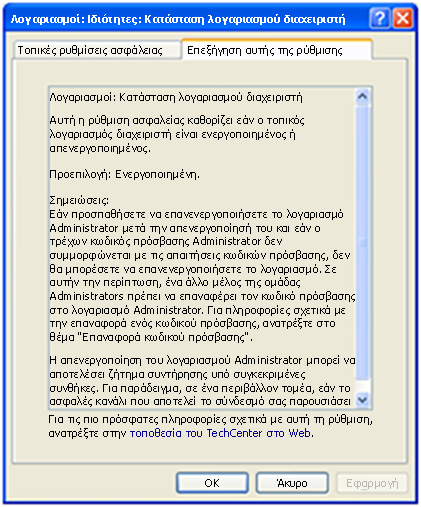 Λογαριασμοί: Ιδιότητες: Κατάσταση λογαριασμού διαχειριστή
Τοπικές ρυθμίσεις ασφάλειας
Επεξήγηση αυτής της ρύθμισης
Λογαριασμοί: Κατάσταση λογαριασμού διαχειριστή
Αυτή η ρύθμιση ασφαλείας καθορίζει εάν ο τοπικός
λογαριασμός διαχειριστή είναι ενεργοποιημένος ή
απενεργοποιημένος.
Προεπιλογή: Ενεργοποιημένη.
Σημειώσεις:
Εάν προσπαθήσετε να επανενεργοποιήσετε το λογαριασμό
Administrator μετά την απενεργοποίησή του και εάν ο
τρέχων κωδικός πρόσβασης Administrator δεν
συμμορφώνεται με τις απαιτήσεις κωδικών πρόσβασης, δεν
θα μπορέσετε να επανενεργοποιήσετε το λογαριασμό. Σε
αυτήν την περίπτωση, ένα άλλο μέλος της ομάδας
Administrators πρέπει να επαναφέρει τον κωδικό πρόσβασης
στο λογαριασμό Administrator. Για πληροφορίες σχετικά με
την επαναφορά ενός κωδικού πρόσβασης, ανατρέξτε στο
θέμα "Επαναφορά κωδικού πρόσβασης".
Η απενεργοποίηση του λογαριασμού Administrator μπορεί να
αποτελέσει ζήτημα συντήρησης υπό συγκεκριμένες
συνθήκες. Για παράδειγμα, σε ένα περιβάλλον τομέα, εάν το
ασφαλές κανάλι που αποτελεί το σύνδεσμό σας παρουσιάσει
Για τις πιο πρόσφατες πληροφορίες σχετικά με αυτή τη ρύθμιση,
ανατρέξτε στην τοποθεσία του TechCenter στο Web.
OK
Άκυρο
Εφαρμογή